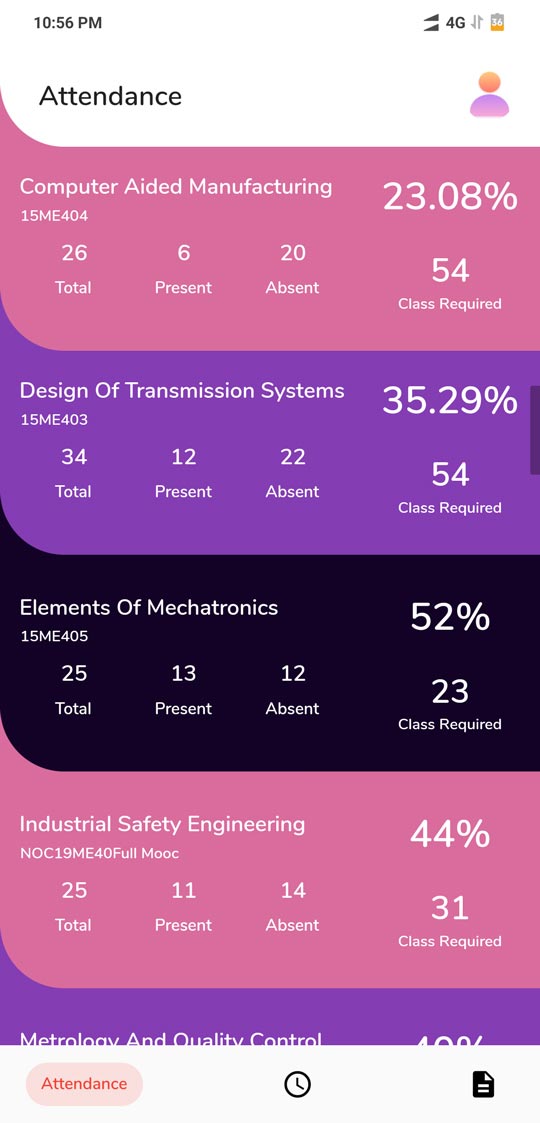 10:56 PM 4G 36
Attendance
Computer Aided Manufacturing 23.08%
15ME404
26 6 20 54
Total Present Absent Class Required
Design Of Transmission Systems 35.29%
15ME403
34 12 22 54
Total Present Absent Class Required
Elements Of Mechatronics 52%
15ME405
25 13 12 23
Total Present Absent Class Required
Industrial Safety Engineering 44%
NOC19ME40Full Mooc
25 11 14 31
Total Present Absent Class Required
Metrology And Quality Control
Attendance